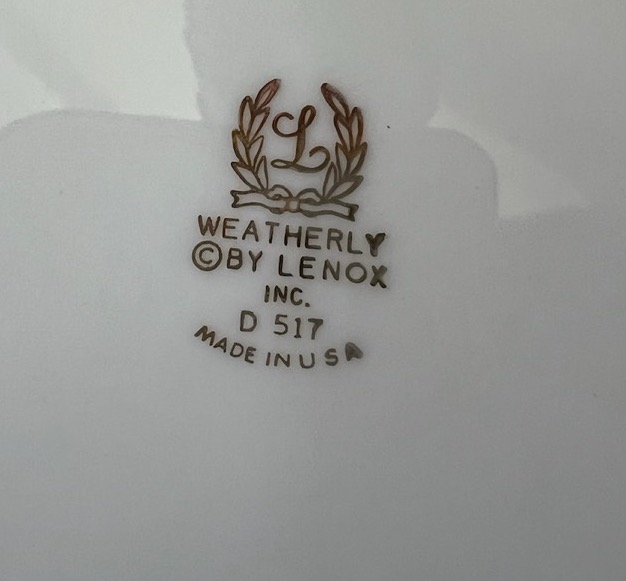 L
WEATHERLY
© BY LENOX
INC.
D 517
MADE IN USA